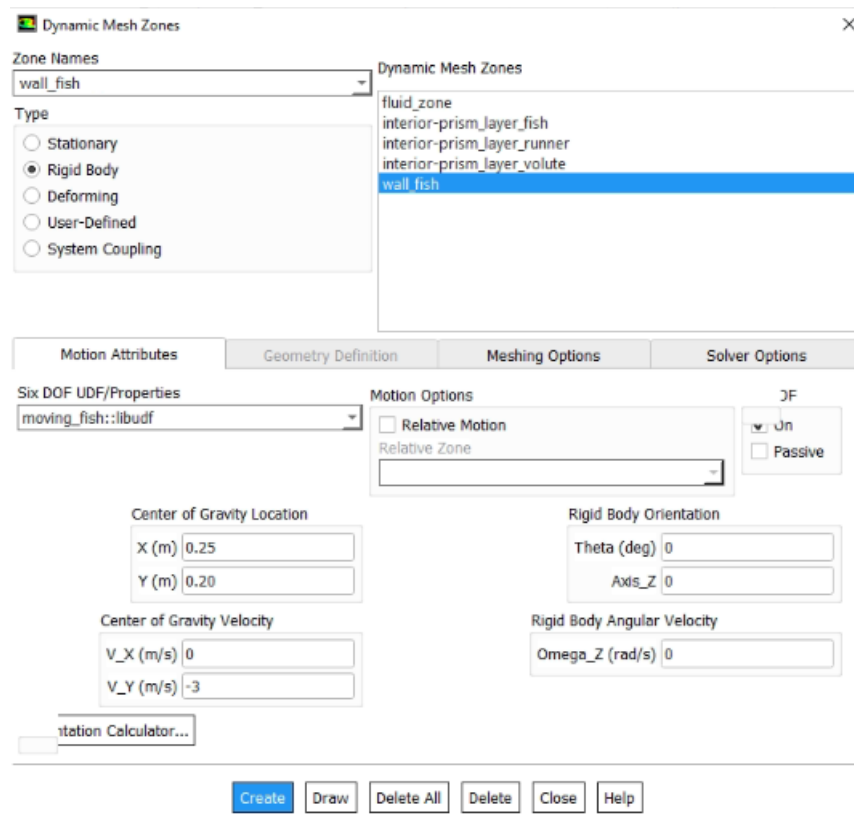 Dynamic Mesh Zones
Zone Names
wall_fish
Dynamic Mesh Zones
fluid_zone
interior-prism_layer_fish
interior-prism_layer_runner
interior-prism_layer_volute
wall_fish
Type
Stationary
Rigid Body
Deforming
User-Defined
System Coupling
Motion Attributes
Geometry Definition
Meshing Options
Solver Options
Six DOF UDF/Properties
moving_fish::libudf
Motion Options
Relative Motion
Relative Zone
OF
On
Passive
Center of Gravity Location
X (m) 0.25
Y (m) 0.20
Rigid Body Orientation
Theta (deg) 0
Axis_Z 0
Center of Gravity Velocity
V_X (m/s) 0
V_Y (m/s) -3
Rigid Body Angular Velocity
Omega_Z (rad/s) 0
ntation Calculator...
Create
Draw
Delete All
Delete
Close
Help